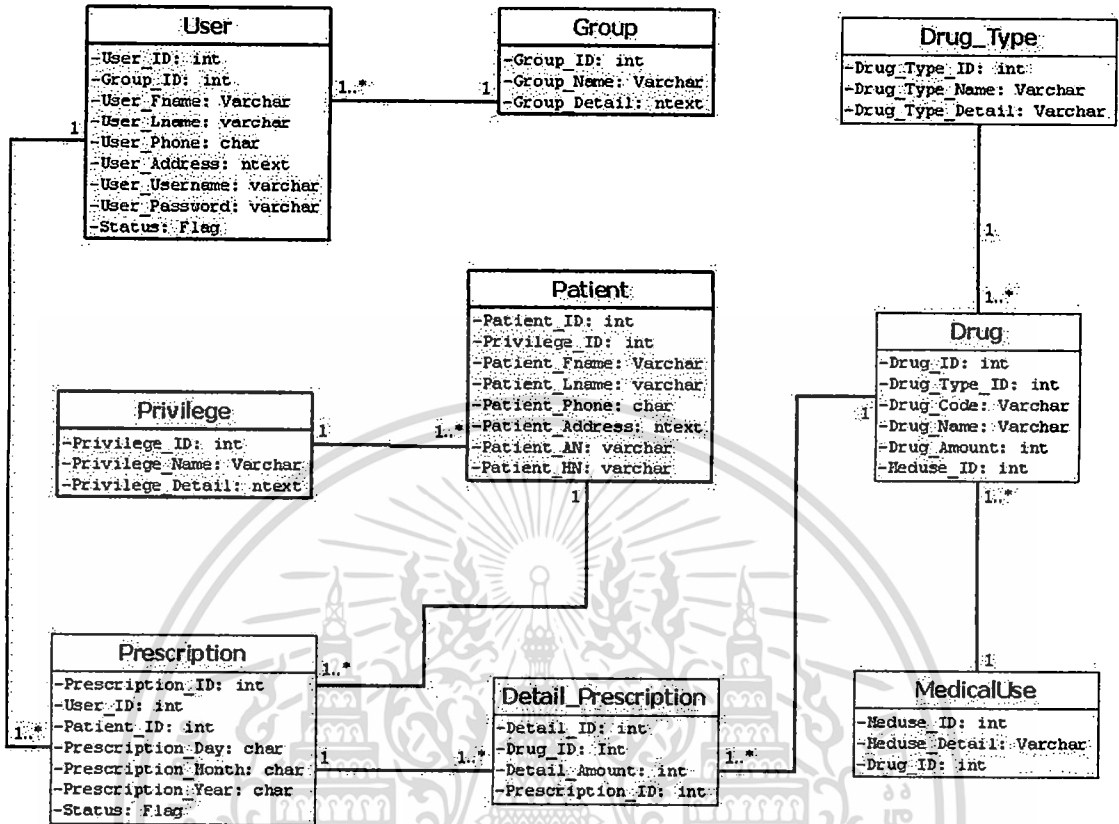 User
-User_ID: int
-Group_ID: int
-User_Fname: Varchar
-User_Lname: varchar
-User_Phone: char
-User_Address: ntext
-User_Username: varchar
-User_Password: varchar
-Status: Flag
1..*
1
1
Group
-Group_ID: int
-Group_Name: Varchar
-Group_Detail: ntext
Drug_Type
-Drug_Type_ID: int
-Drug_Type_Name: Varchar
-Drug_Type_Detail: Varchar
1
1..*
Patient
-Patient_ID: int
-Privilege_ID: int
-Patient_Fname: Varchar
-Patient_Lname: varchar
-Patient_Phone: char
-Patient_Address: ntext
-Patient_AN: varchar
-Patient_HN: varchar
1
Privilege
-Privilege_ID: int
-Privilege_Name: Varchar
-Privilege_Detail: ntext
1
1..*
Drug
-Drug_ID: int
-Drug_Type_ID: int
-Drug_Code: Varchar
-Drug_Name: Varchar
-Drug_Amount: int
-Meduse_ID: int
1
1..*
Prescription
-Prescription_ID: int
-User_ID: int
-Patient_ID: int
-Prescription_Day: char
-Prescription_Month: char
-Prescription_Year: char
-Status: Flag
1..*
1..*
1
1..*
Detail_Prescription
-Detail_ID: int
-Drug_ID: Int
-Detail_Amount: int
-Prescription_ID: int
1..*
1
MedicalUse
-Meduse_ID: int
-Meduse_Detail: Varchar
-Drug_ID: int